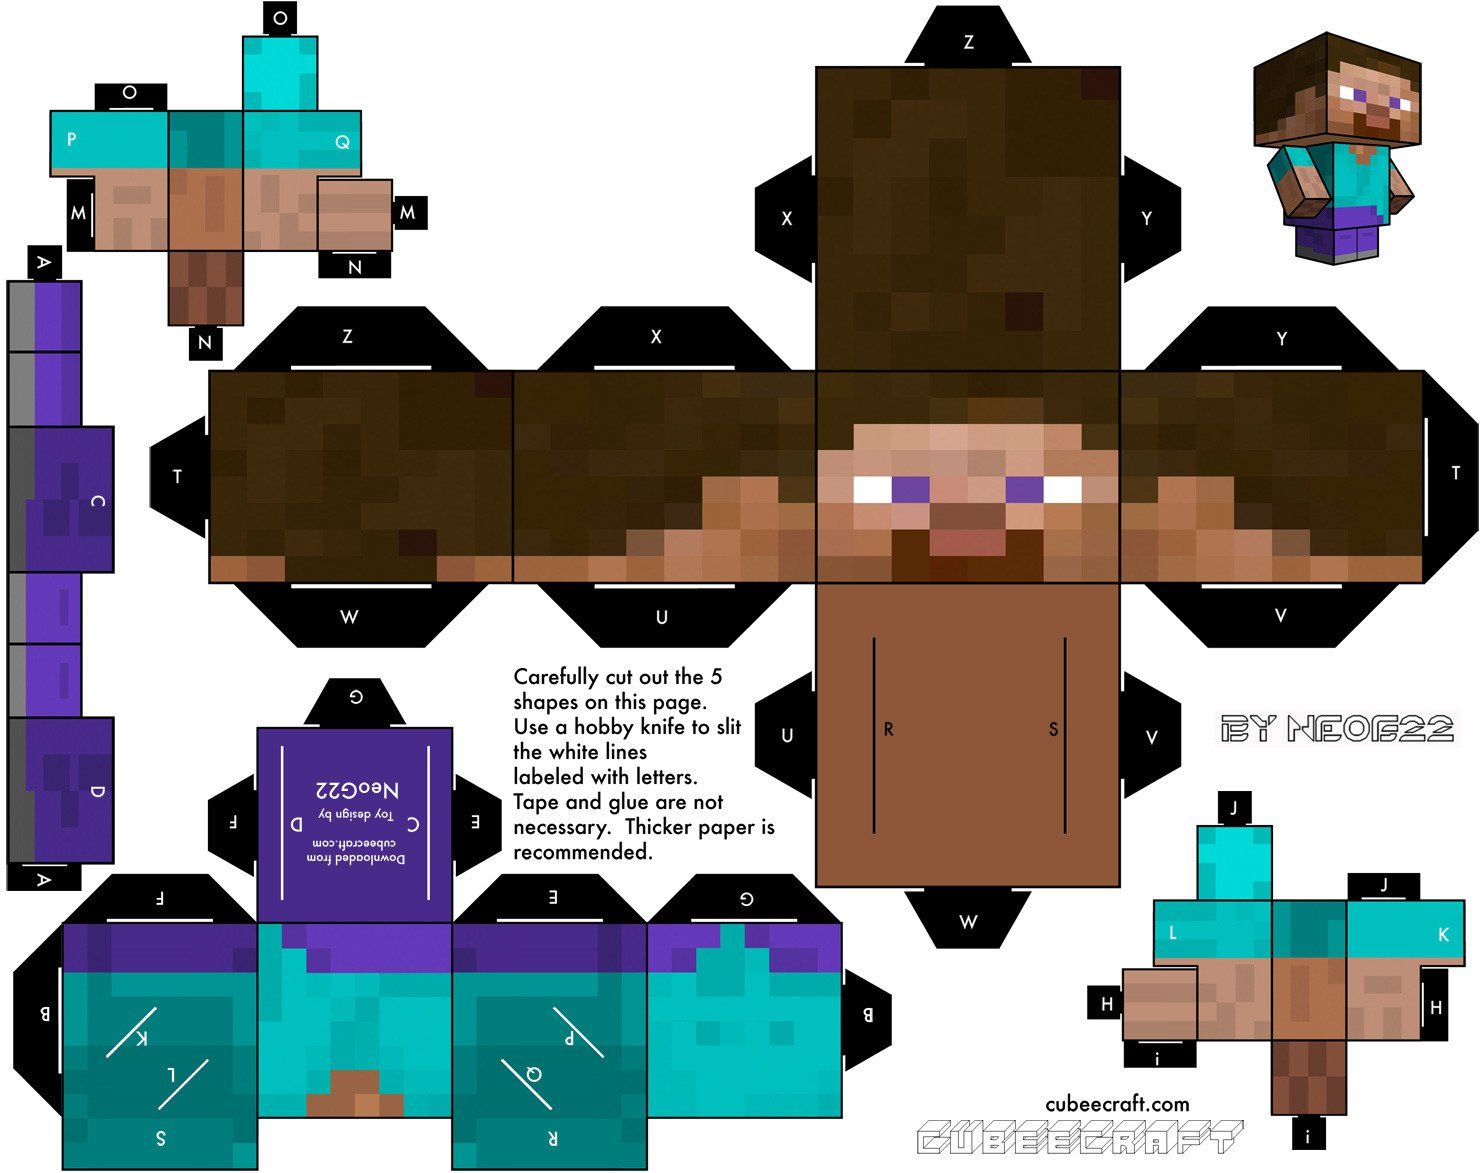 O
Z
O
P
Q
M
M
X
Y
N
A
N
Z
X
Y
C
T
T
W
U
V
Carefully cut out the 5
shapes on this page.
Use a hobby knife to slit
the white lines
labeled with letters.
Tape and glue are not
necessary. Thicker paper is
recommended.
G
U
R
S
V
BY NEOG22
D
F
E
Downloaded from
cubeecraft.com
Toy design by
NeoG22
D
C
J
A
F
E
G
W
J
L
K
B
B
H
H
K
P
L
Q
i
S
R
cubeecraft.com
CUBEECRAFT
i